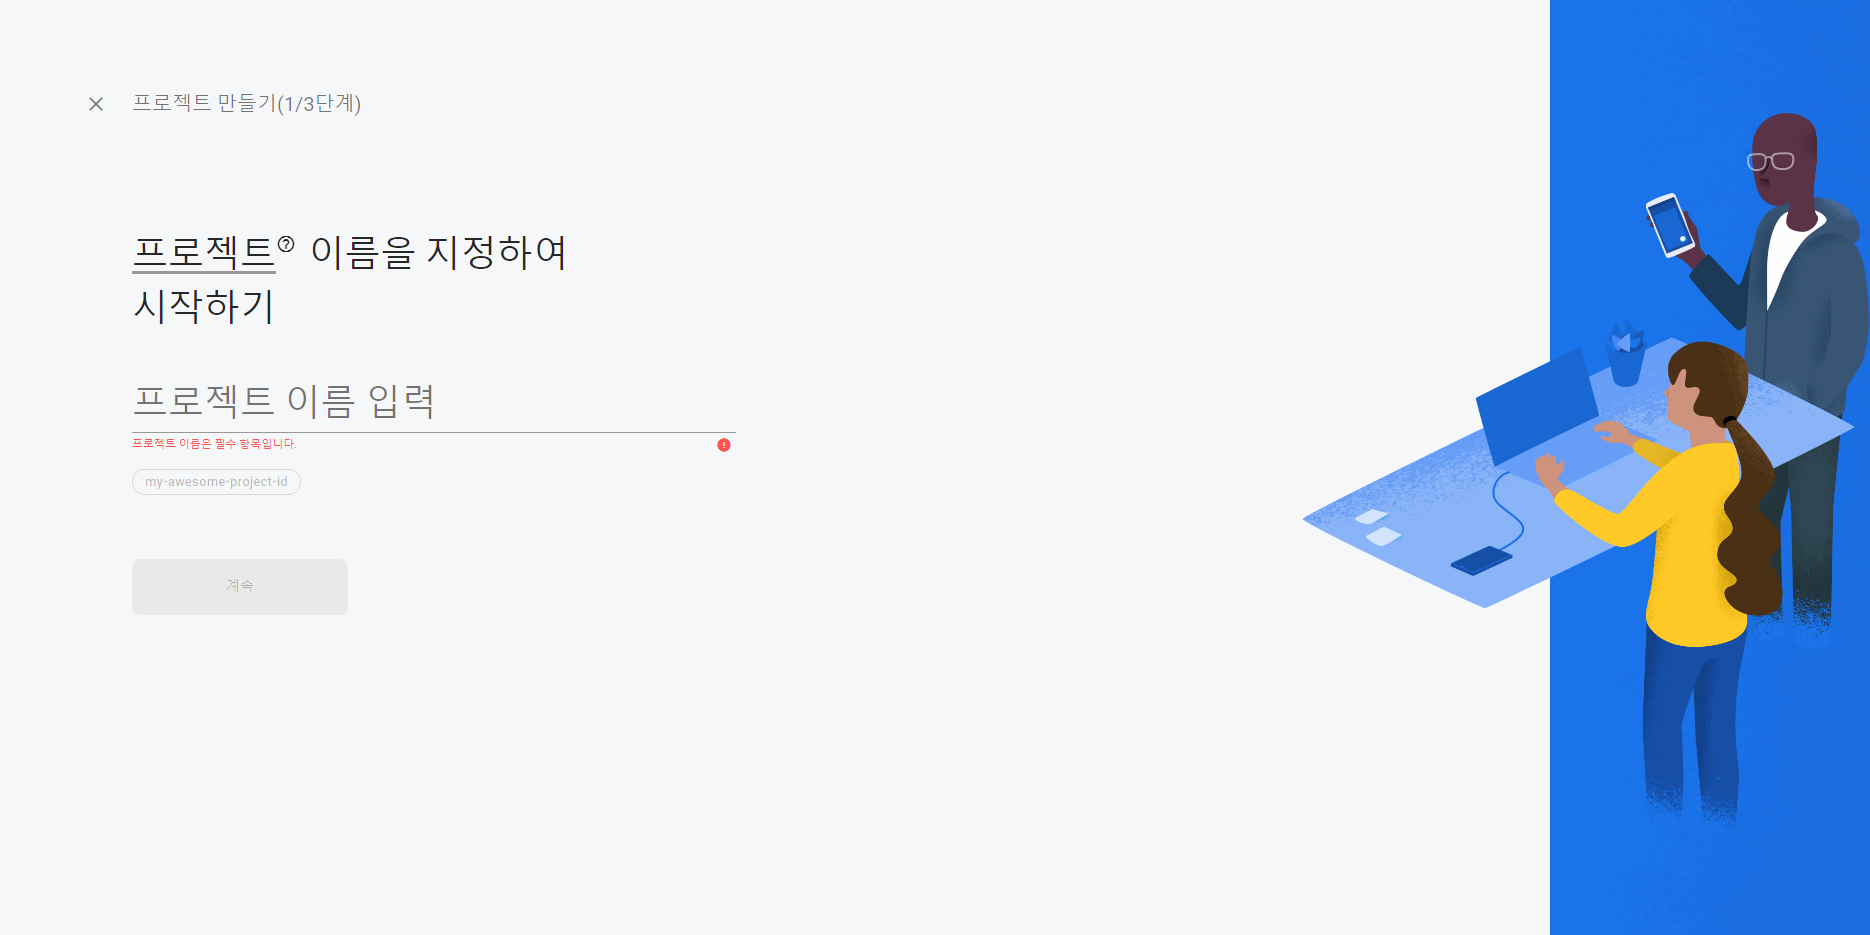 프로젝트 만들기(1/3단계)
프로젝트 이름을 지정하여
시작하기
프로젝트 이름 입력
프로젝트 이름은 필수 항목입니다.
my-awesome-project-id
계속